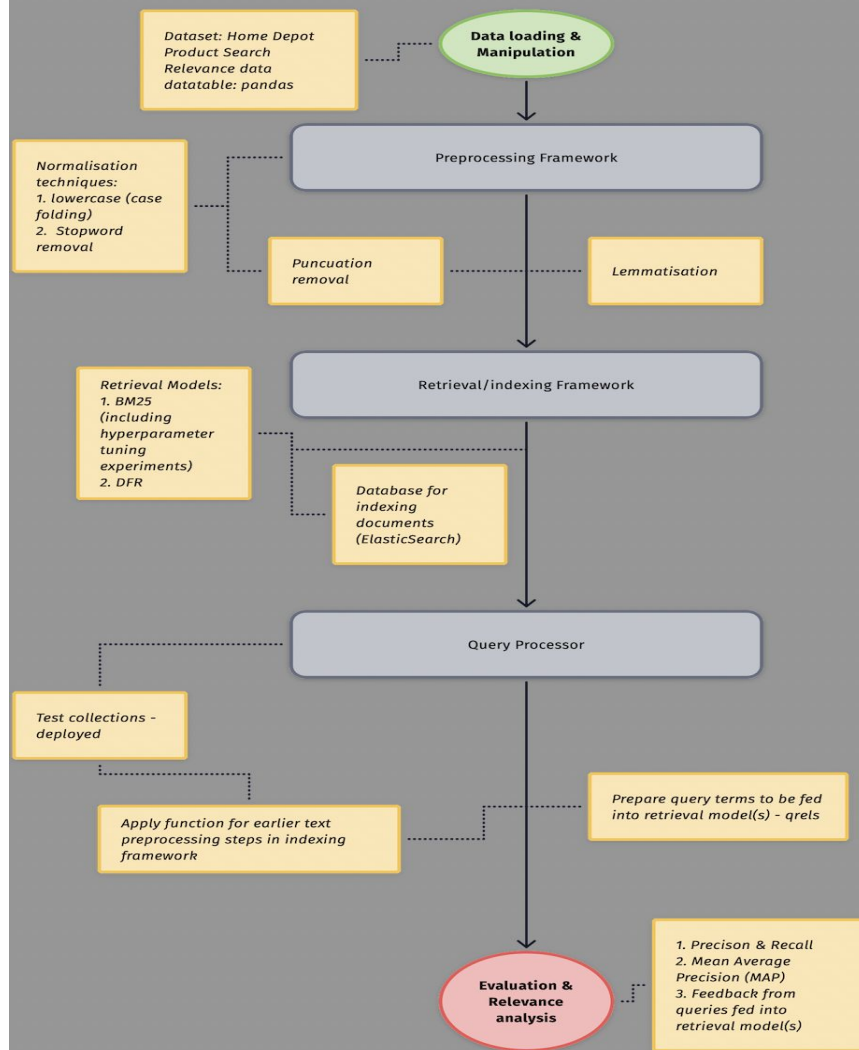 Dataset: Home Depot
Product Search
Relevance data
datatable: pandas
Data loading &
Manipulation
Preprocessing Framework
Normalisation
techniques:
1. lowercase (case
folding)
2. Stopword
removal
Puncuation
removal
Lemmatisation
Retrieval/indexing Framework
Retrieval Models:
1. BM25
(including
hyperparameter
tuning
experiments)
2. DFR
Database for
indexing
documents
(ElasticSearch)
Query Processor
Test collections -
deployed
Apply function for earlier text
preprocessing steps in indexing
framework
Prepare query terms to be fed
into retrieval model(s) - qrels
Evaluation &
Relevance
analysis
1. Precison & Recall
2. Mean Average
Precision (MAP)
3. Feedback from
queries fed into
retrieval model(s)